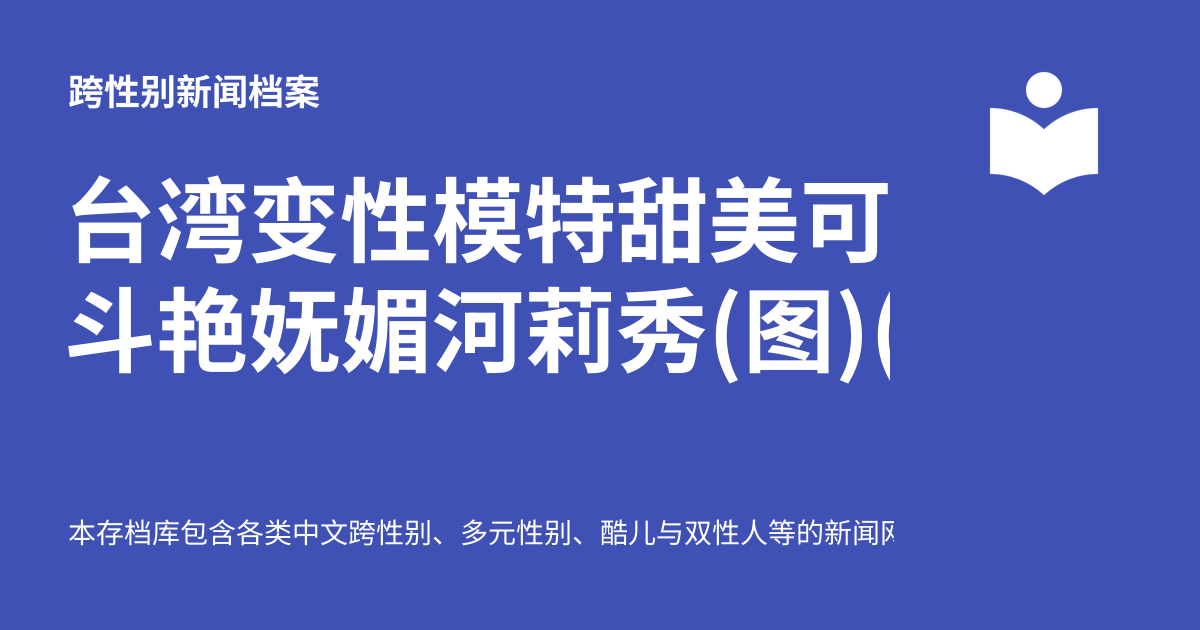 跨性别新闻档案
台湾变性模特甜美可
斗艳妩媚河莉秀(图)(
本存档库包含各类中文跨性别、多元性别、酷儿与双性人等的新闻